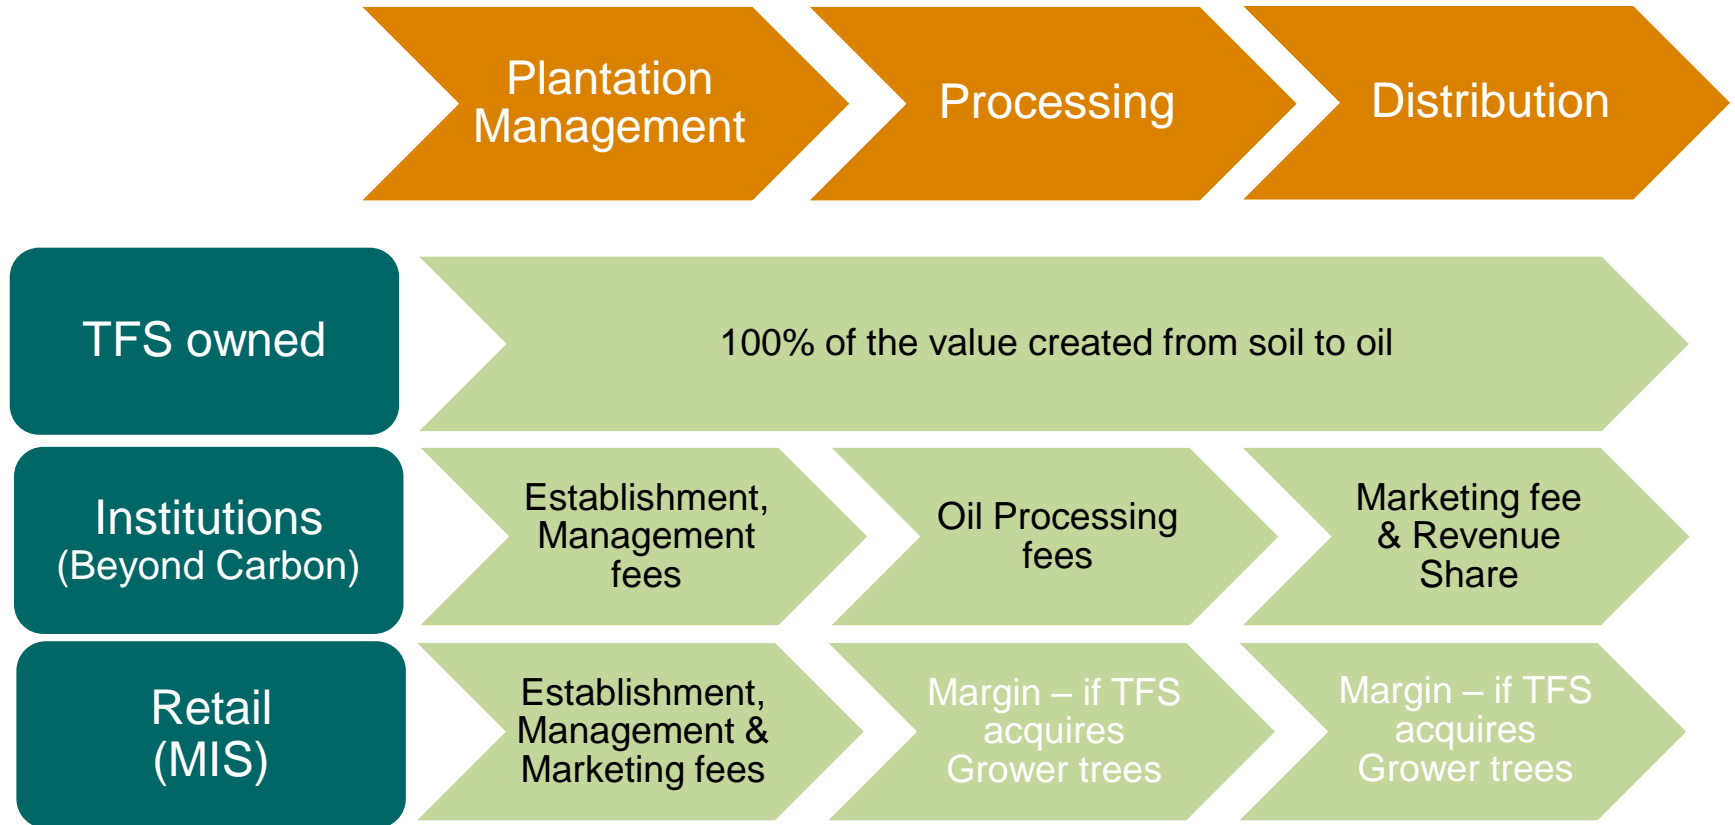 Plantation
Management
Processing
Distribution
TFS owned
100% of the value created from soil to oil
Institutions
(Beyond Carbon)
Establishment,
Management
fees
Oil Processing
fees
Marketing fee
& Revenue
Share
Retail
(MIS)
Establishment,
Management &
Marketing fees
Margin – if TFS
acquires
Grower trees
Margin – if TFS
acquires
Grower trees